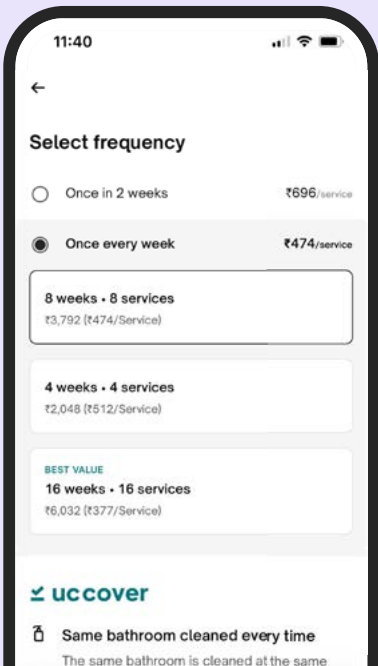 11:40
Select frequency
Once in 2 weeks ₹696/service
Once every week ₹474/service
8 weeks • 8 services
₹3,792 (₹474/Service)
4 weeks • 4 services
₹2,048 (₹512/Service)
BEST VALUE
16 weeks • 16 services
₹6,032 (₹377/Service)
uccover
Same bathroom cleaned every time
The same bathroom is cleaned at the same